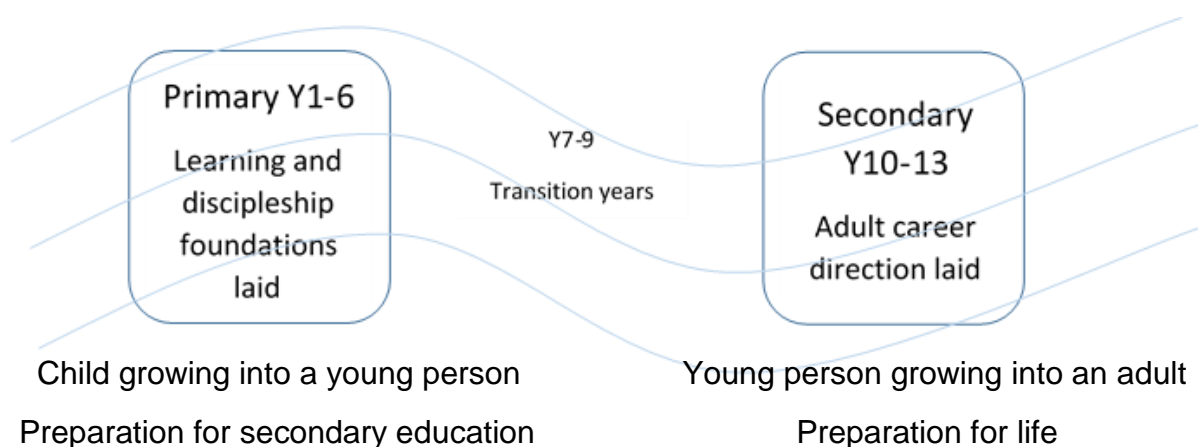 Primary Y1-6
Learning and
discipleship
foundations
laid
Y7-9
Transition years
Secondary
Y10-13
Adult career
direction laid
Child growing into a young person
Young person growing into an adult
Preparation for secondary education
Preparation for life